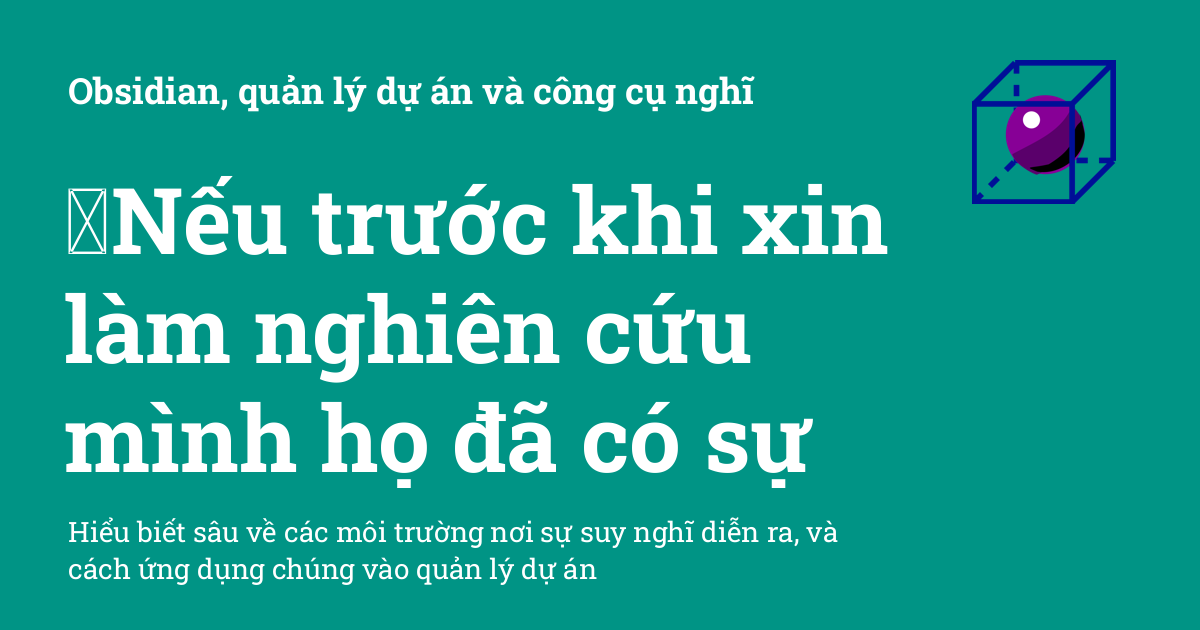 Obsidian, quản lý dự án và công cụ nghĩ
Nếu trước khi xin
làm nghiên cứu
mình họ đã có sự
Hiểu biết sâu về các môi trường nơi sự suy nghĩ diễn ra, và
cách ứng dụng chúng vào quản lý dự án